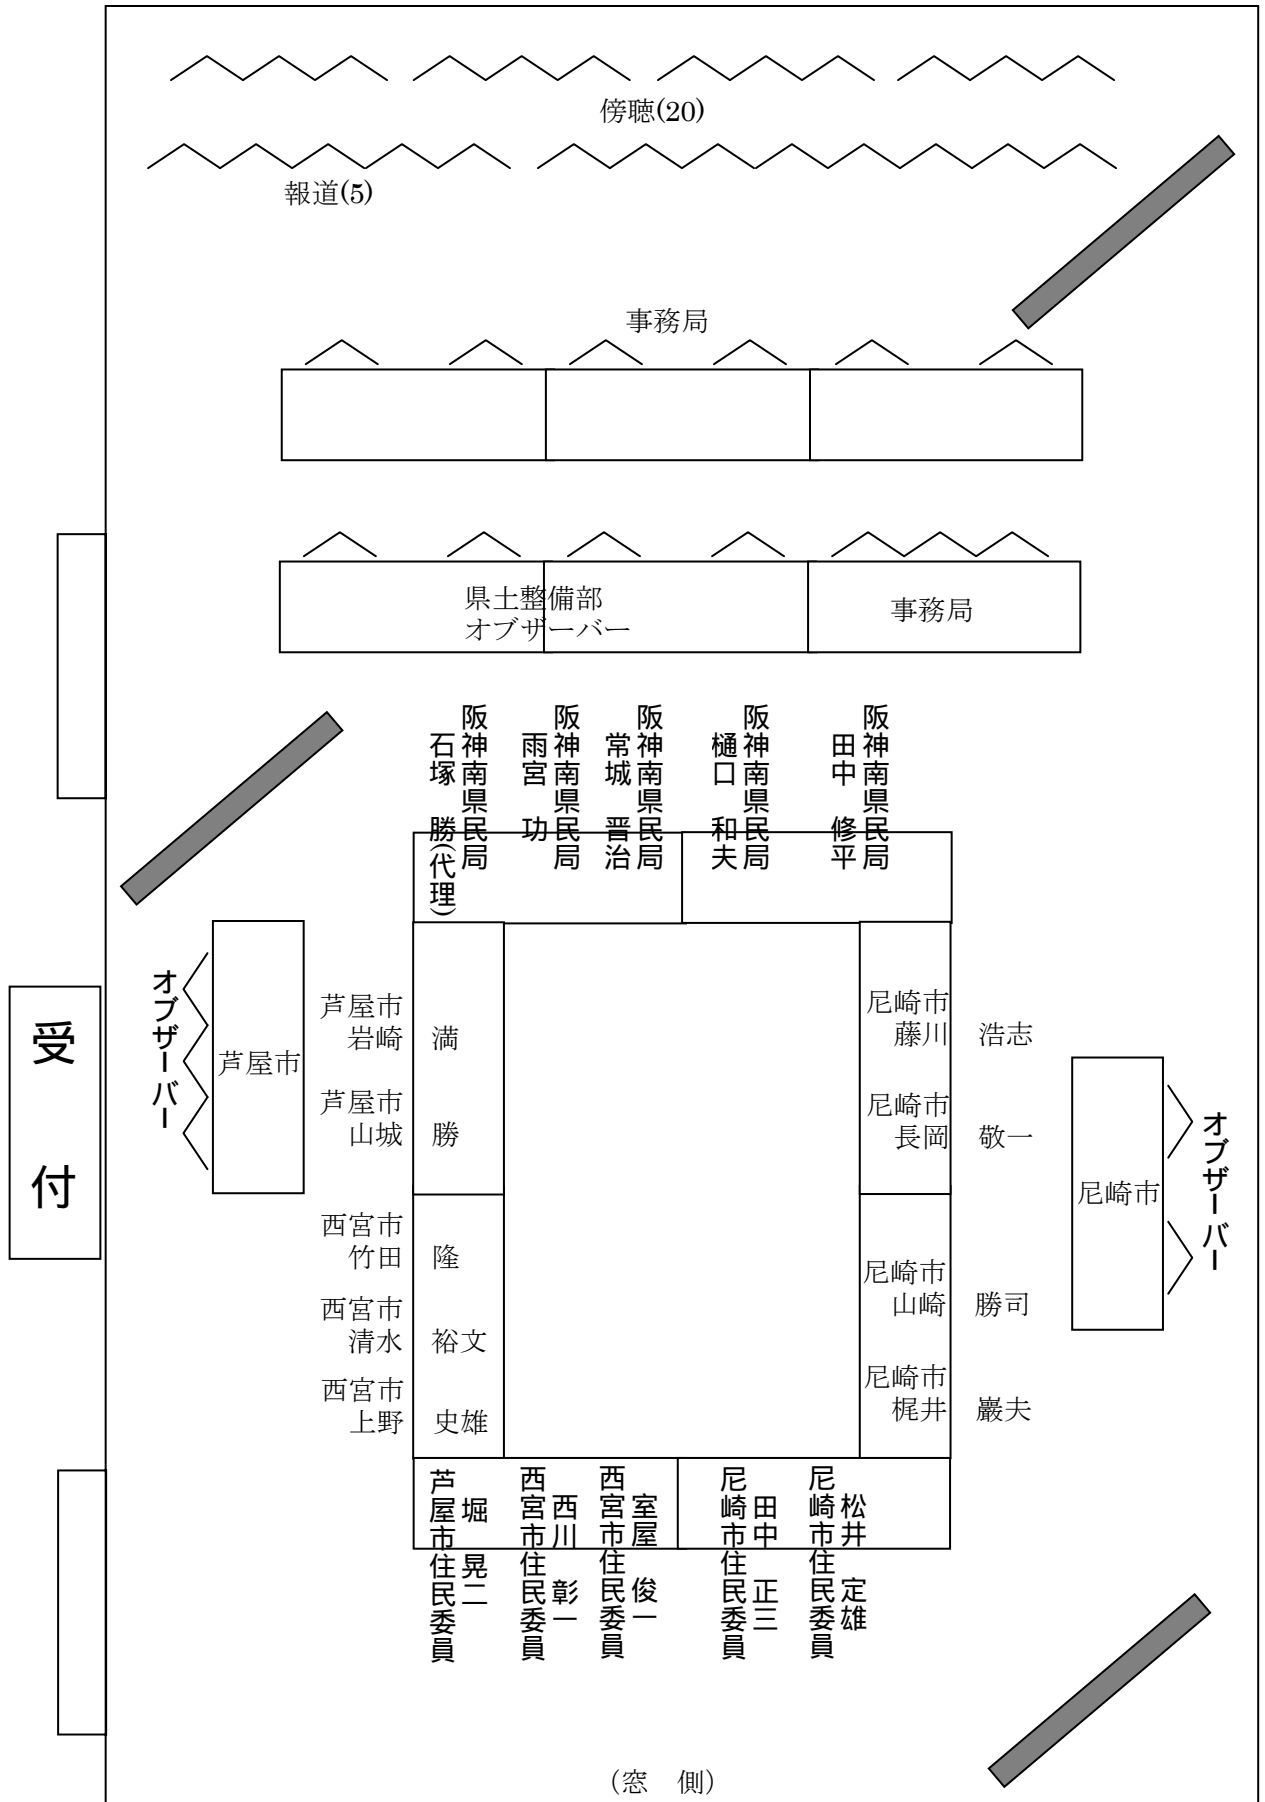 傍聴(20)
報道(5)
事務局
県土整備部
オブザーバー
事務局
阪神南県民局
田中　修平
阪神南県民局
樋口　和夫
阪神南県民局
常城　晋治
阪神南県民局
雨宮　功
阪神南県民局
石塚　勝(代理)
受付
オブザーバー
芦屋市
芦屋市
岩崎　満
芦屋市
山城　勝
西宮市
竹田　隆
西宮市
清水　裕文
西宮市
上野　史雄
尼崎市
藤川　浩志
尼崎市
長岡　敬一
尼崎市
山崎　勝司
尼崎市
梶井　巖夫
尼崎市
オブザーバー
松井　定雄
尼崎市住民委員
田中　正三
尼崎市住民委員
室屋　俊一
西宮市住民委員
西川　彰一
西宮市住民委員
堀　晃二
芦屋市住民委員
（窓　側）